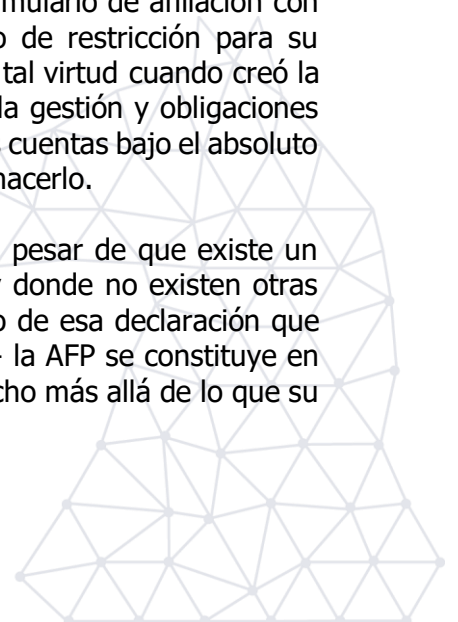 de afiliación con
o de restricción para su
tal virtud cuando creó la
la gestión y obligaciones
cuentas bajo el absoluto
hacerlo.
pesar de que existe un
donde no existen otras
o de esa declaración que
la AFP se constituye en
más allá de lo que su